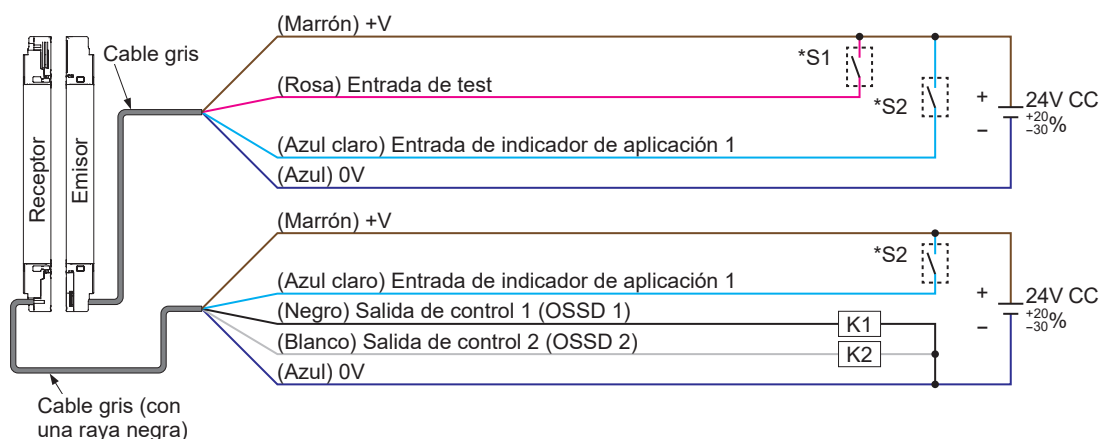 (Marrón) +V
Cable gris
*S1
(Rosa) Entrada de test
*S2
+
24V CC
+20
–30 %
–
(Azul claro) Entrada de indicador de aplicación 1
(Azul) 0V
Receptor
Emisor
(Marrón) +V
*S2
(Azul claro) Entrada de indicador de aplicación 1
+
24V CC
+20
–30 %
–
(Negro) Salida de control 1 (OSSD 1)
K1
(Blanco) Salida de control 2 (OSSD 2)
K2
(Azul) 0V
Cable gris (con
una raya negra)